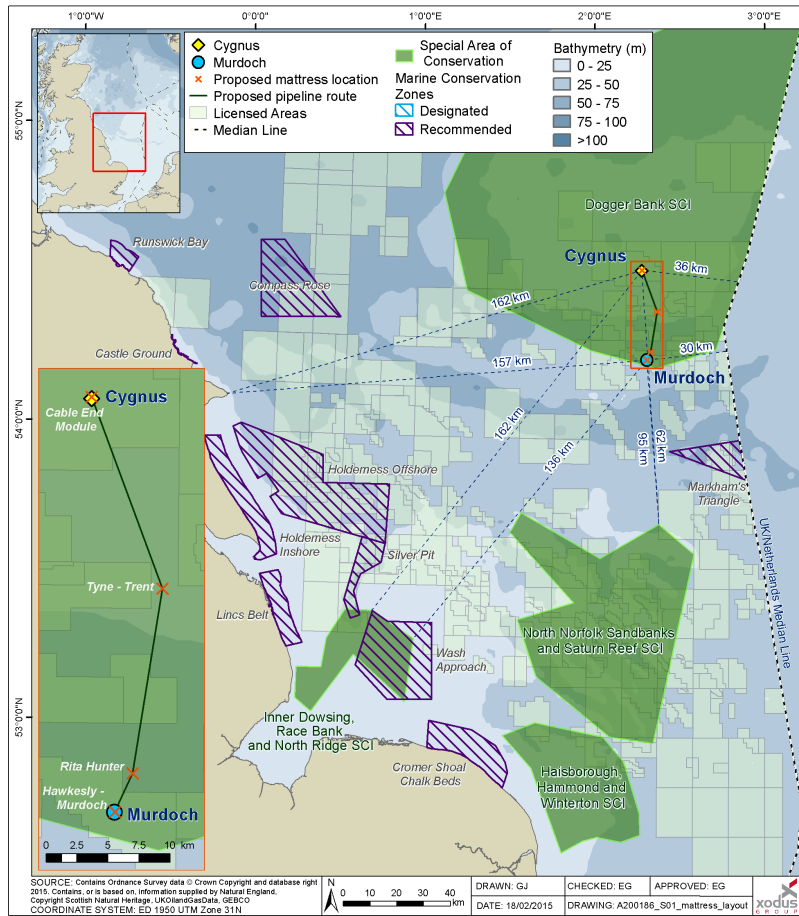 1°0'0"W
0°0'0"
1°0'0"E
2°0'0"E
3°0'0"E
55°0'0"N
54°0'0"N
53°0'0"N
Cygnus
Murdoch
Proposed mattress location
Proposed pipeline route
Licensed Areas
Median Line
Special Area of
Conservation
Marine Conservation
Zones
Designated
Recommended
Bathymetry (m)
0 - 25
25 - 50
50 - 75
75 - 100
>100
Dogger Bank SCI
Runswick Bay
Compass Rose
Cygnus
36 km
162 km
Castle Ground
157 km
30 km
Murdoch
162 km
136 km
95 km
62 km
Markham's
Triangle
Holderness Offshore
Holderness
Inshore
Silver Pit
Lincs Belt
UK/Netherlands Median Line
North Norfolk Sandbanks
and Saturn Reef SCI
Wash
Approach
Inner Dowsing,
Race Bank
and North Ridge SCI
Cromer Shoal
Chalk Beds
Haisborough,
Hammond and
Winterton SCI
Cygnus
Cable End
Module
Tyne - Trent
Rita Hunter
Hawkesly -
Murdoch
Murdoch
0 2.5 5 7.5 10 km
SOURCE: Contains Ordnance Survey data © Crown Copyright and database right
2015. Contains, or is based on, information supplied by Natural England,
Copyright Scottish Natural Heritage, UKOilandGasData, GEBCO
COORDINATE SYSTEM: ED 1950 UTM Zone 31N
N
0 10 20 30 40
km
DRAWN: GJ
CHECKED: EG
APPROVED: EG
DATE: 18/02/2015
DRAWING: A200186_S01_mattress_layout
xodus
GROUP